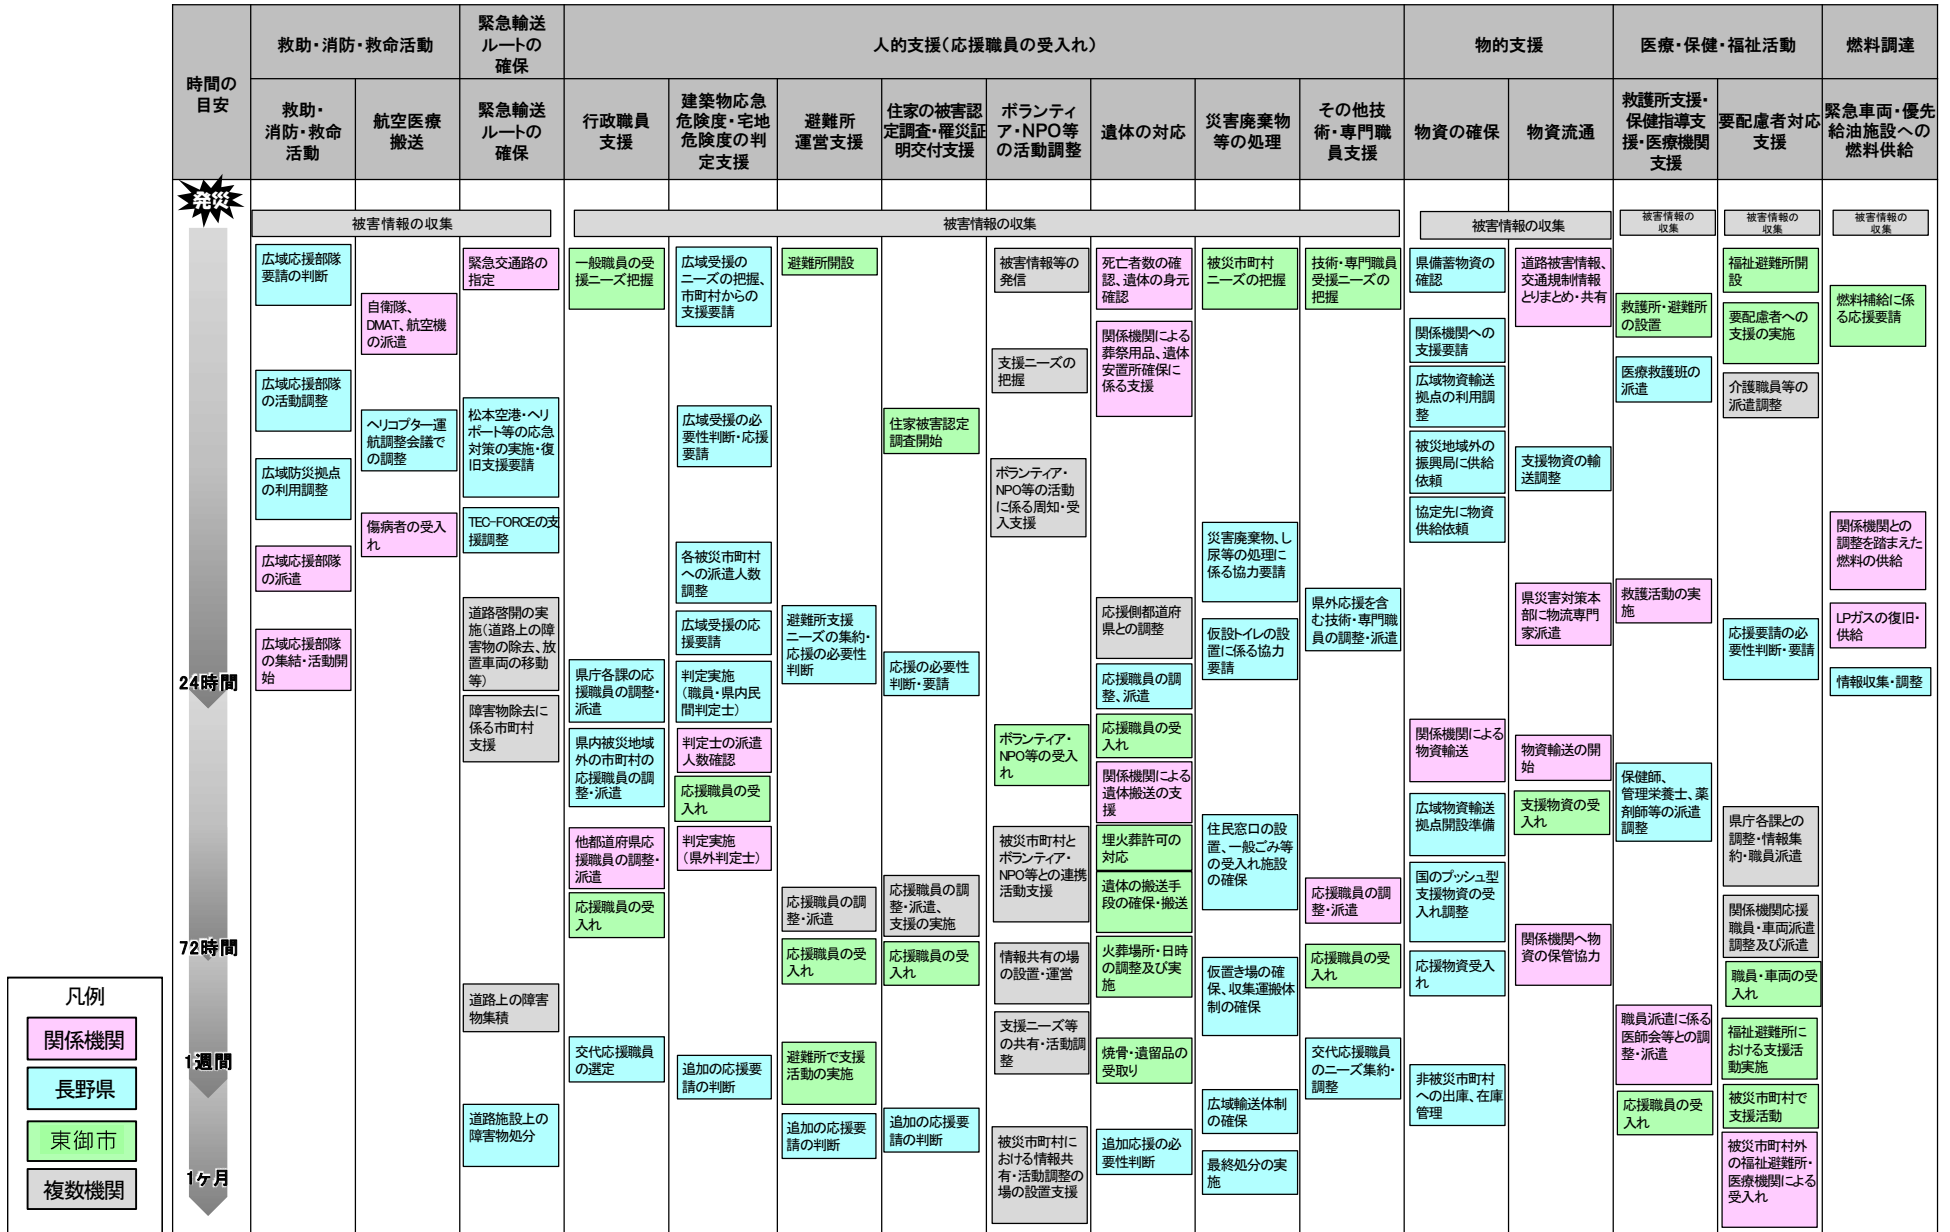 時間の
目安
救助・消防・救命活動
緊急輸送
ルートの
確保
人的支援（応援職員の受入れ）
物的支援
医療・保健・福祉活動
燃料調達
救助・
消防・救命
活動
航空医療
搬送
緊急輸送
ルートの
確保
行政職員
支援
建築物応急
危険度・宅地
危険度の判
定支援
避難所
運営支援
住家の被害認
定調査・罹災証
明交付支援
ボランティ
ア・NPO等
の活動調整
遺体の対応
災害廃棄物
等の処理
その他技
術・専門職
員支援
物資の確保
物資流通
救護所支援・
保健指導支
援・医療機関
支援
要配慮者対応
支援
緊急車両・優先
給油施設への
燃料供給
発災
24時間
72時間
1週間
1ヶ月
被害情報の収集
被害情報の収集
被害情報の収集
被害情報の
収集
被害情報の
収集
被害情報の
収集
広域応援部隊
要請の判断
広域応援部隊
の活動調整
広域防災拠点
の利用調整
広域応援部隊
の派遣
広域応援部隊
の集結・活動開
始
自衛隊、
DMAT、航空機
の派遣
ヘリコプター運
航調整会議で
の調整
傷病者の受入
れ
緊急交通路の
指定
松本空港・ヘリ
ポート等の応急
対策の実施・復
旧支援要請
TEC-FORCEの支
援調整
道路啓開の実
施（道路上の障
害物の除去、放
置車両の移動
等）
障害物除去に
係る市町村
支援
道路上の障害
物集積
道路施設上の
障害物処分
一般職員の受
援ニーズ把握
県庁各課の応
援職員の調整・
派遣
県内被災地域
外の市町村の
応援職員の調
整・派遣
他都道府県応
援職員の調整・
派遣
応援職員の受
入れ
交代応援職員
の選定
広域受援の
ニーズの把握、
市町村からの
支援要請
広域受援の必
要性判断・応援
要請
各被災市町村
への派遣人数
調整
広域受援の応
援要請
判定実施
（職員・県内民
間判定士）
判定士の派遣
人数確認
応援職員の受
入れ
判定実施
（県外判定士）
追加の応援要
請の判断
避難所開設
避難所支援
ニーズの集約・
応援の必要性
判断
応援職員の調
整・派遣
応援職員の受
入れ
避難所で支援
活動の実施
追加の応援要
請の判断
住家被害認定
調査開始
応援の必要性
判断・要請
応援職員の調
整・派遣、
支援の実施
応援職員の受
入れ
追加の応援要
請の判断
被害情報等の
発信
支援ニーズの
把握
ボランティア・
NPO等の活動
に係る周知・受
入支援
ボランティア・
NPO等の受入
れ
被災市町村と
ボランティア・
NPO等との連携
活動支援
情報共有の場
の設置・運営
支援ニーズ等
の共有・活動調
整
被災市町村に
おける情報共
有・活動調整の
場の設置支援
死亡者数の確
認、遺体の身元
確認
関係機関による
葬祭用品、遺体
安置所確保に
係る支援
応援側都道府
県との調整
応援職員の調
整、派遣
応援職員の受
入れ
関係機関による
遺体搬送の支
援
埋火葬許可の
対応
遺体の搬送手
段の確保・搬送
火葬場所・日時
の調整及び実
施
焼骨・遺留品の
受取り
追加応援の必
要性判断
被災市町村
ニーズの把握
災害廃棄物、し
尿等の処理に
係る協力要請
仮設トイレの設
置に係る協力
要請
住民窓口の設
置、一般ごみ等
の受入れ施設
の確保
仮置き場の確
保、収集運搬体
制の確保
広域輸送体制
の確保
最終処分の実
施
技術・専門職員
受援ニーズの
把握
県外応援を含
む技術・専門職
員の調整・派遣
応援職員の調
整・派遣
応援職員の受
入れ
交代応援職員
のニーズ集約・
調整
県備蓄物資の
確認
関係機関への
支援要請
広域物資輸送
拠点の利用調
整
被災地域外の
振興局に供給
依頼
協定先に物資
供給依頼
関係機関による
物資輸送
広域物資輸送
拠点開設準備
国のプッシュ型
支援物資の受
入れ調整
応援物資受入
れ
非被災市町村
への出庫、在庫
管理
道路被害情報、
交通規制情報
とりまとめ・共有
支援物資の輸
送調整
県災害対策本
部に物流専門
家派遣
物資輸送の開
始
支援物資の受
入れ
関係機関へ物
資の保管協力
救護所・避難所
の設置
医療救護班の
派遣
救護活動の実
施
保健師、
管理栄養士、薬
剤師等の派遣
調整
職員派遣に係る
医師会等との調
整・派遣
応援職員の受
入れ
福祉避難所開
設
要配慮者への
支援の実施
介護職員等の
派遣調整
応援要請の必
要性判断・要請
県庁各課との
調整・情報集
約・職員派遣
関係機関応援
職員・車両派遣
調整及び派遣
職員・車両の受
入れ
福祉避難所に
おける支援活
動実施
被災市町村で
支援活動
被災市町村外
の福祉避難所・
医療機関による
受入れ
燃料補給に係
る応援要請
関係機関との
調整を踏まえた
燃料の供給
LPガスの復旧・
供給
情報収集・調整
凡例
関係機関
長野県
東御市
複数機関